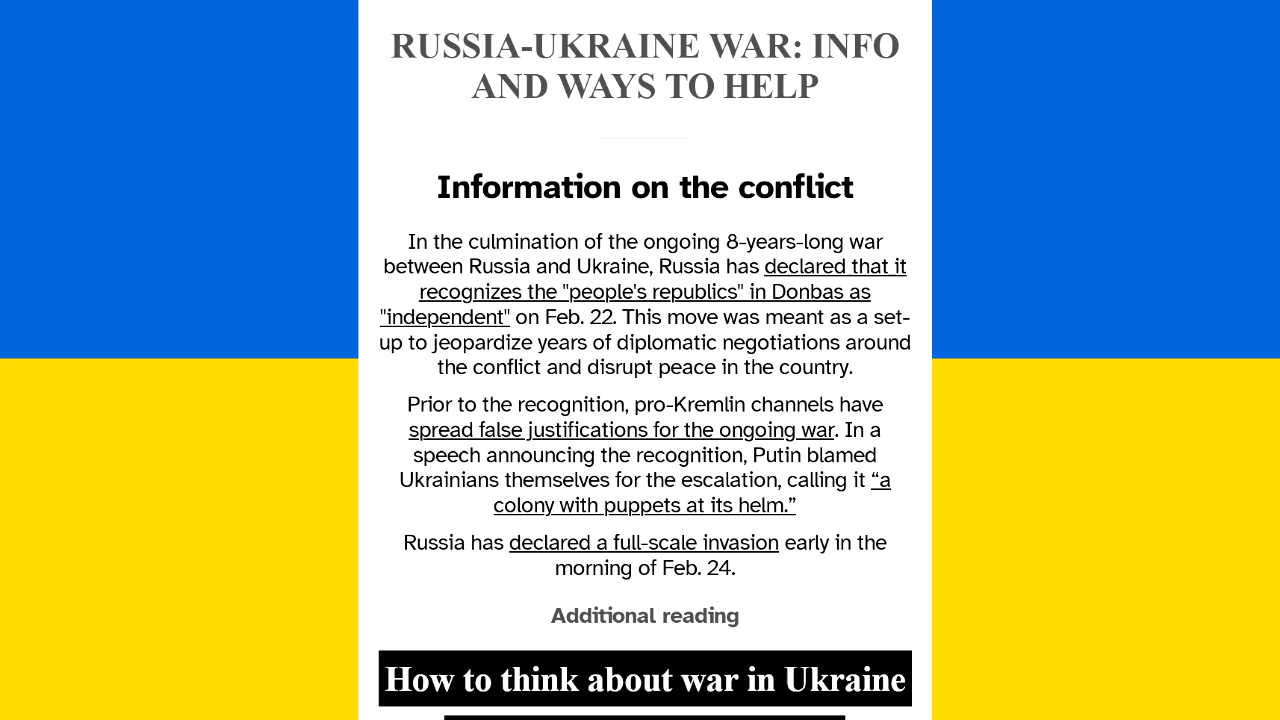 RUSSIA-UKRAINE WAR: INFO
AND WAYS TO HELP
Information on the conflict
In the culmination of the ongoing 8-years-long war
between Russia and Ukraine, Russia has declared that it
recognizes the "people's republics" in Donbas as
"independent" on Feb. 22. This move was meant as a set-
up to jeopardize years of diplomatic negotiations around
the conflict and disrupt peace in the country.
Prior to the recognition, pro-Kremlin channels have
spread false justifications for the ongoing war. In a
speech announcing the recognition, Putin blamed
Ukrainians themselves for the escalation, calling it “a
colony with puppets at its helm.”
Russia has declared a full-scale invasion early in the
morning of Feb. 24.
Additional reading
How to think about war in Ukraine